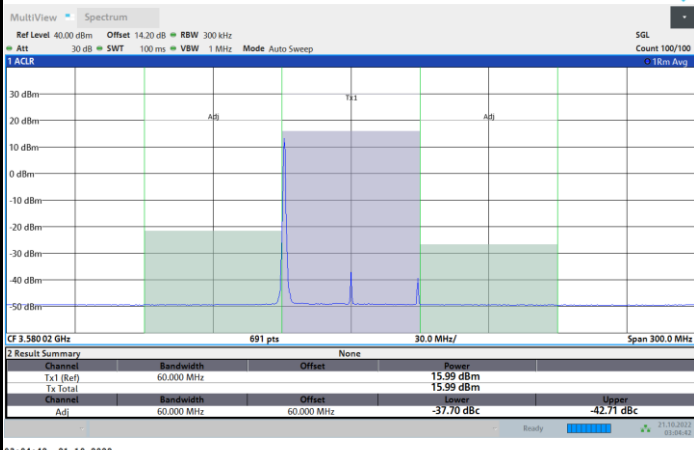 MultiView Spectrum
Ref Level 40.00 dBm Offset 14.20 dB RBW 300 kHz SGL
Att 30 dB SWT 100 ms VBW 1 MHz Mode Auto Sweep Count 100/100
1 ACLR 1Rm Avg
30 dBm
Tx1
20 dBm Adj Adj
10 dBm
0 dBm
-10 dBm
-20 dBm
-30 dBm
-40 dBm
-50 dBm
CF 3.580 02 GHz 691 pts 30.0 MHz/ Span 300.0 MHz
2 Result Summary None
Channel Bandwidth Offset Power
Tx1 (Ref) 60.000 MHz 15.99 dBm
Tx Total 15.99 dBm
Channel Bandwidth Offset Lower Upper
Adj 60.000 MHz 60.000 MHz -37.70 dBc -42.71 dBc
Ready 21.10.2022
03:04:42